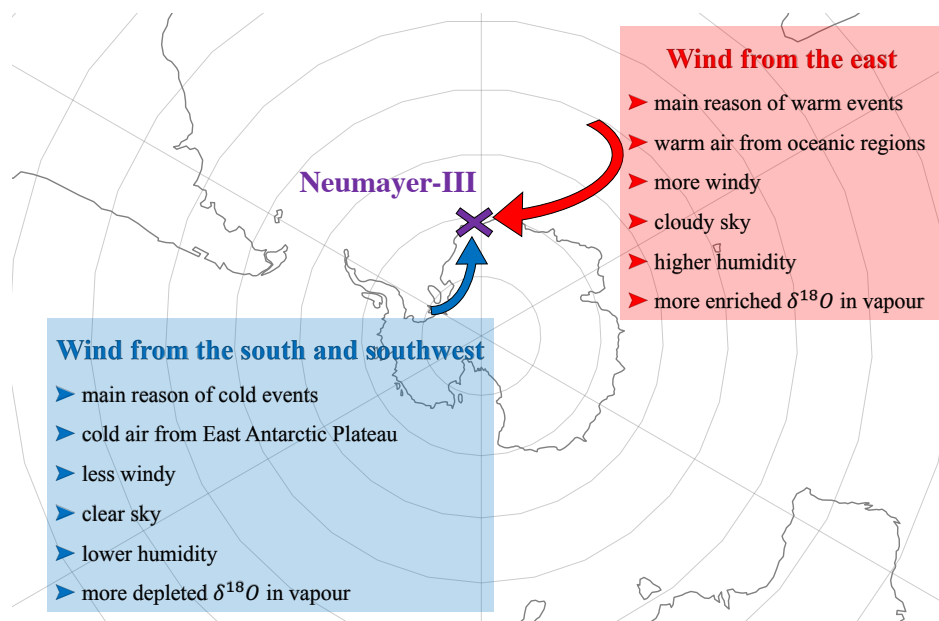 Wind from the east
➤ main reason of warm events
➤ warm air from oceanic regions
➤ more windy
➤ cloudy sky
➤ higher humidity
➤ more enriched δ¹⁸O in vapour
Neumayer-III
Wind from the south and southwest
➤ main reason of cold events
➤ cold air from East Antarctic Plateau
➤ less windy
➤ clear sky
➤ lower humidity
➤ more depleted δ¹⁸O in vapour